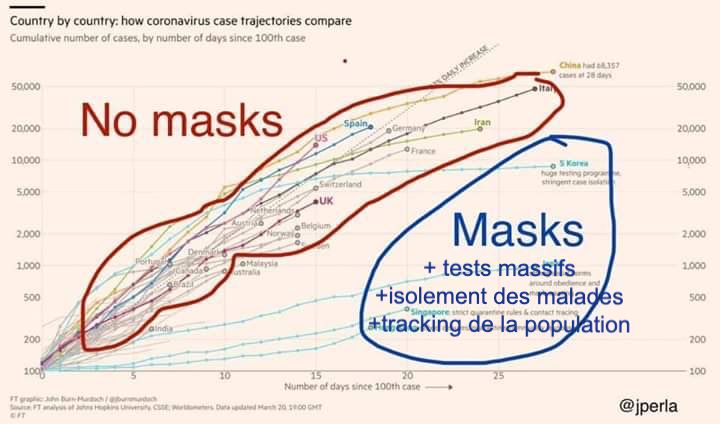 Country by country: how coronavirus case trajectories compare
Cumulative number of cases, by number of days since 100th case
DAILY INCREASE
China had 68,357
cases at 28 days
50,000
50,000
Italy
No masks
Spain
Iran
20,000
20,000
Germany
US
France
10,000
10,000
S Korea
huge testing programme,
stringent case isolation
5,000
5,000
Switzerland
UK
Netherlands
Austria
Belgium
2,000
2,000
Norway
Masks
Denmark
Portugal
Malaysia
1,000
1,000
Canada
Australia
+ tests massifs
around obedience and
Brazil
500
500
+isolement des malades
Singapore strict quarantine rules & contact tracing
+tracking de la population
India
200
200
100
100
0
5
10
15
20
25
Number of days since 100th case
FT graphic: John Burn-Murdoch / @jburnmurdoch
Source: FT analysis of Johns Hopkins University, CSSE; Worldometers. Data updated March 20, 19:00 GMT
© FT
@jperla